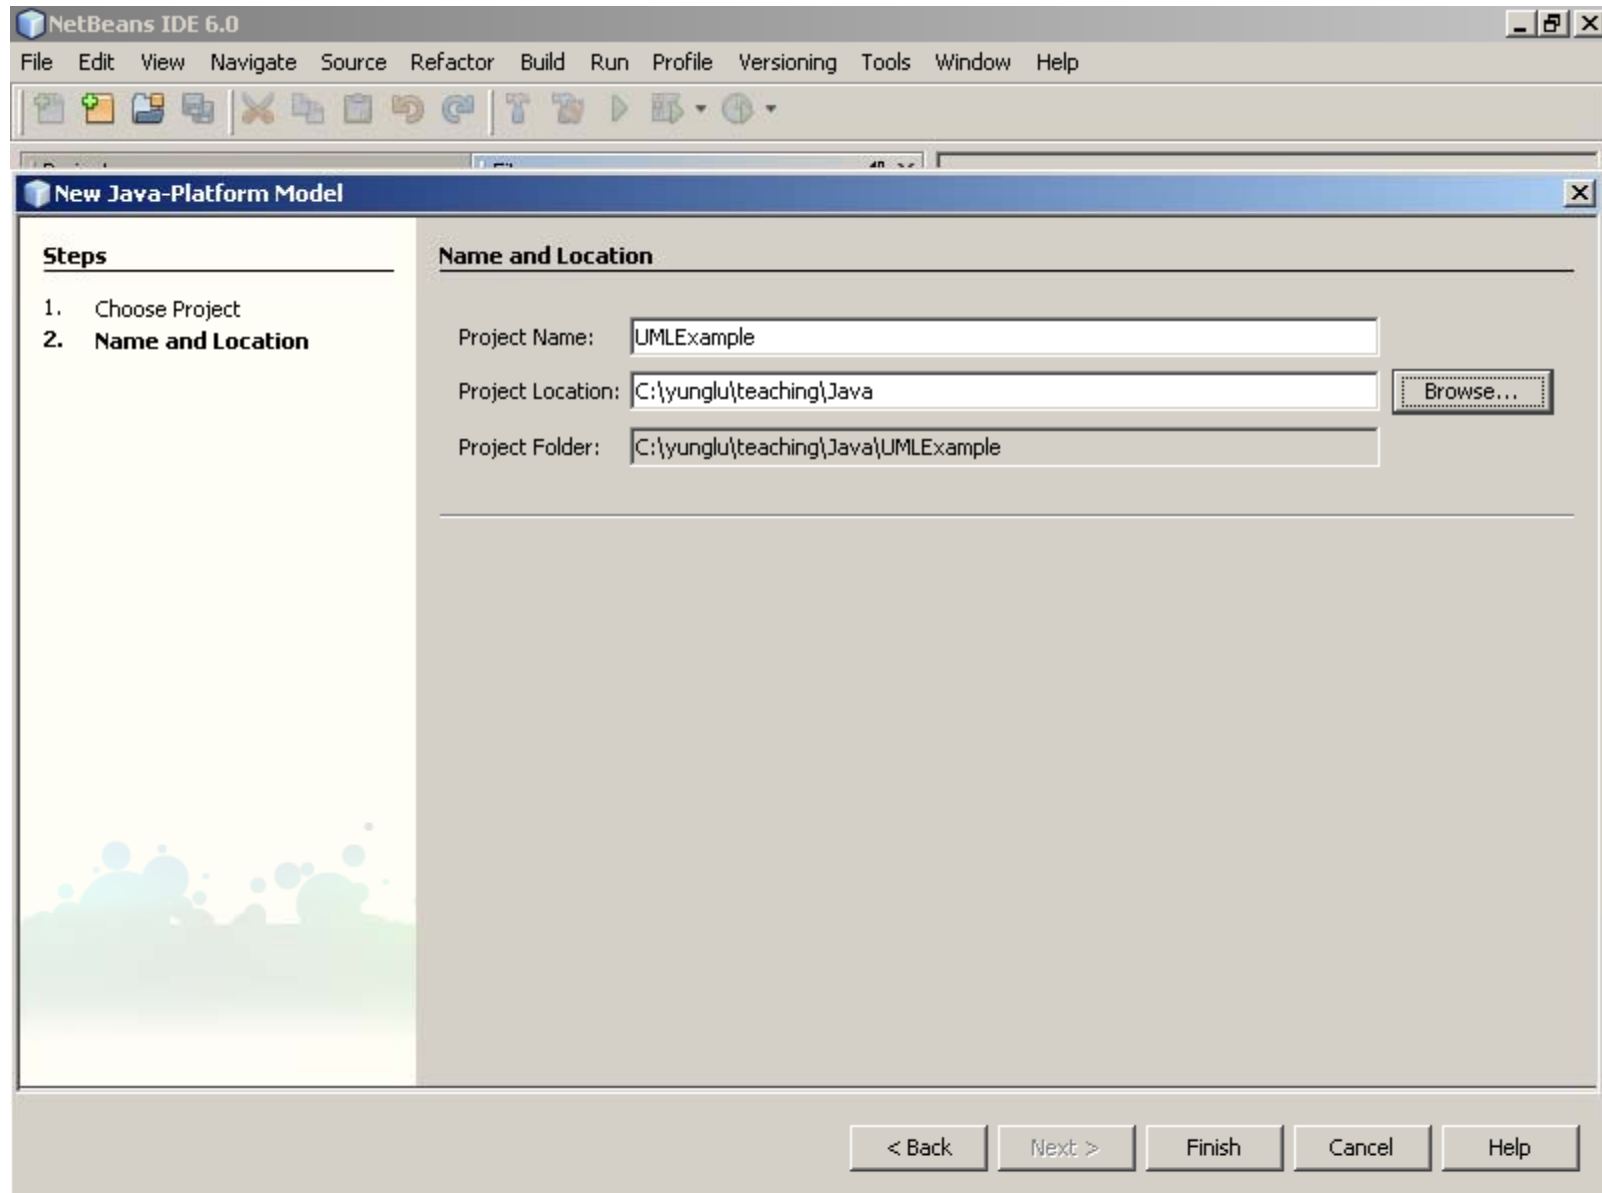 NetBeans IDE 6.0
File Edit View Navigate Source Refactor Build Run Profile Versioning Tools Window Help
New Java-Platform Model
Steps
1. Choose Project
2. Name and Location
Name and Location
Project Name: UMLExample
Project Location: C:\yunglu\teaching\Java Browse...
Project Folder: C:\yunglu\teaching\Java\UMLExample
< Back Next > Finish Cancel Help